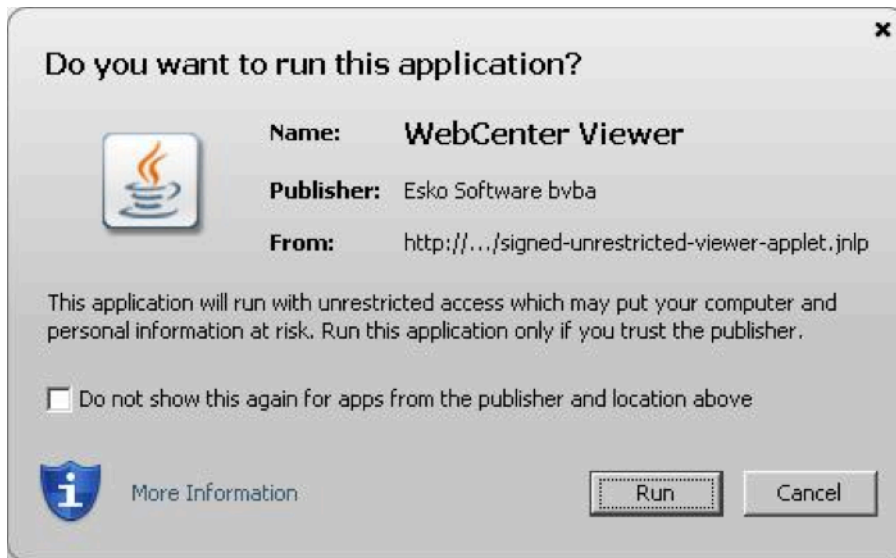 Do you want to run this application?
Name: WebCenter Viewer
Publisher: Esko Software bvba
From: http://.../signed-unrestricted-viewer-applet.jnlp
This application will run with unrestricted access which may put your computer and
personal information at risk. Run this application only if you trust the publisher.
Do not show this again for apps from the publisher and location above
More Information Run Cancel